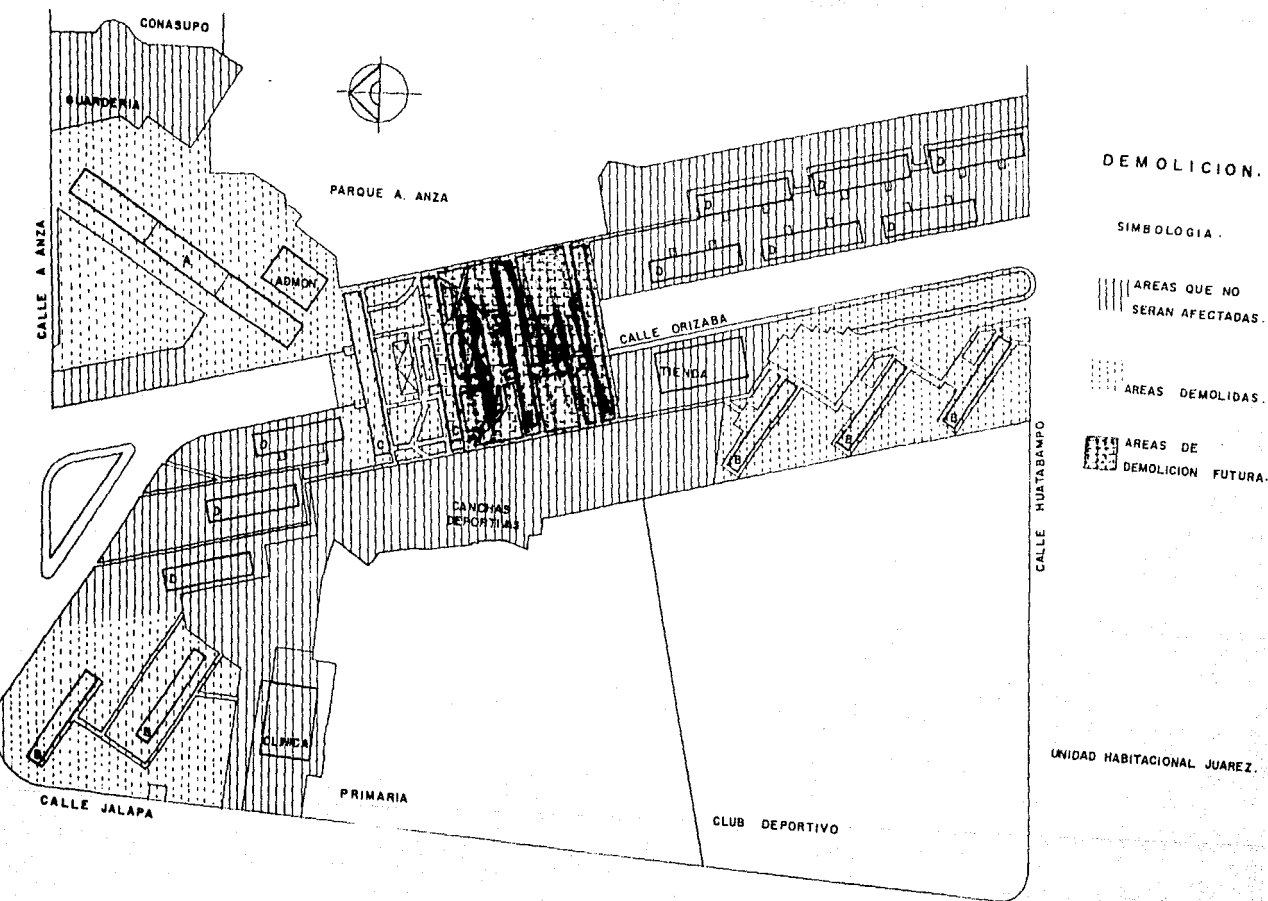 CONASUPO
GUARDERIA
PARQUE A. ANZA
CALLE A ANZA
A
ADMON.
CALLE ORIZABA
TIENDA
D
D
D
D
D
D
B
B
B
C
C
D
D
D
CANCHAS
DEPORTIVAS
B
B
CLINICA
PRIMARIA
CLUB DEPORTIVO
CALLE JALAPA
CALLE HUATABAMPO
DEMOLICION.
SIMBOLOGIA.
AREAS QUE NO
SERAN AFECTADAS.
AREAS DEMOLIDAS.
AREAS DE
DEMOLICION FUTURA.
UNIDAD HABITACIONAL JUAREZ.